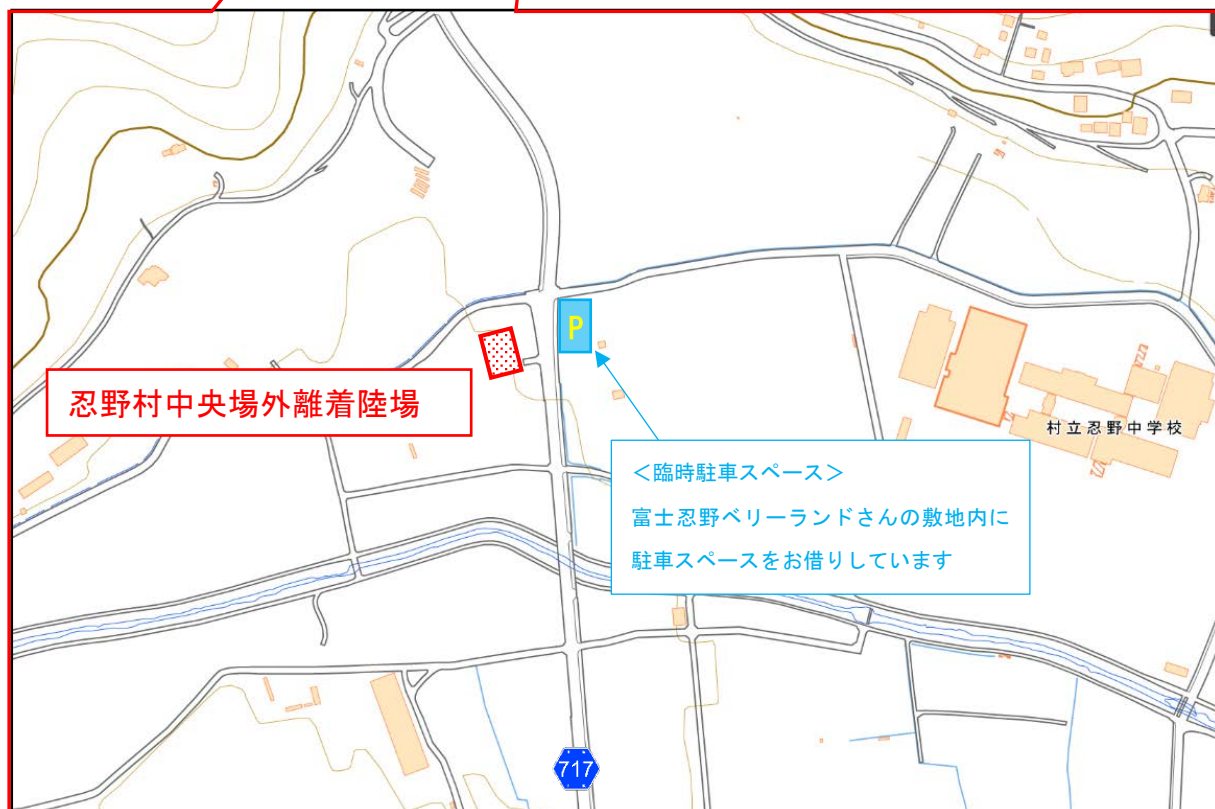 P
忍野村中央場外離着陸場
村立忍野中学校
＜臨時駐車スペース＞
富士忍野ベリーランドさんの敷地内に
駐車スペースをお借りしています
717